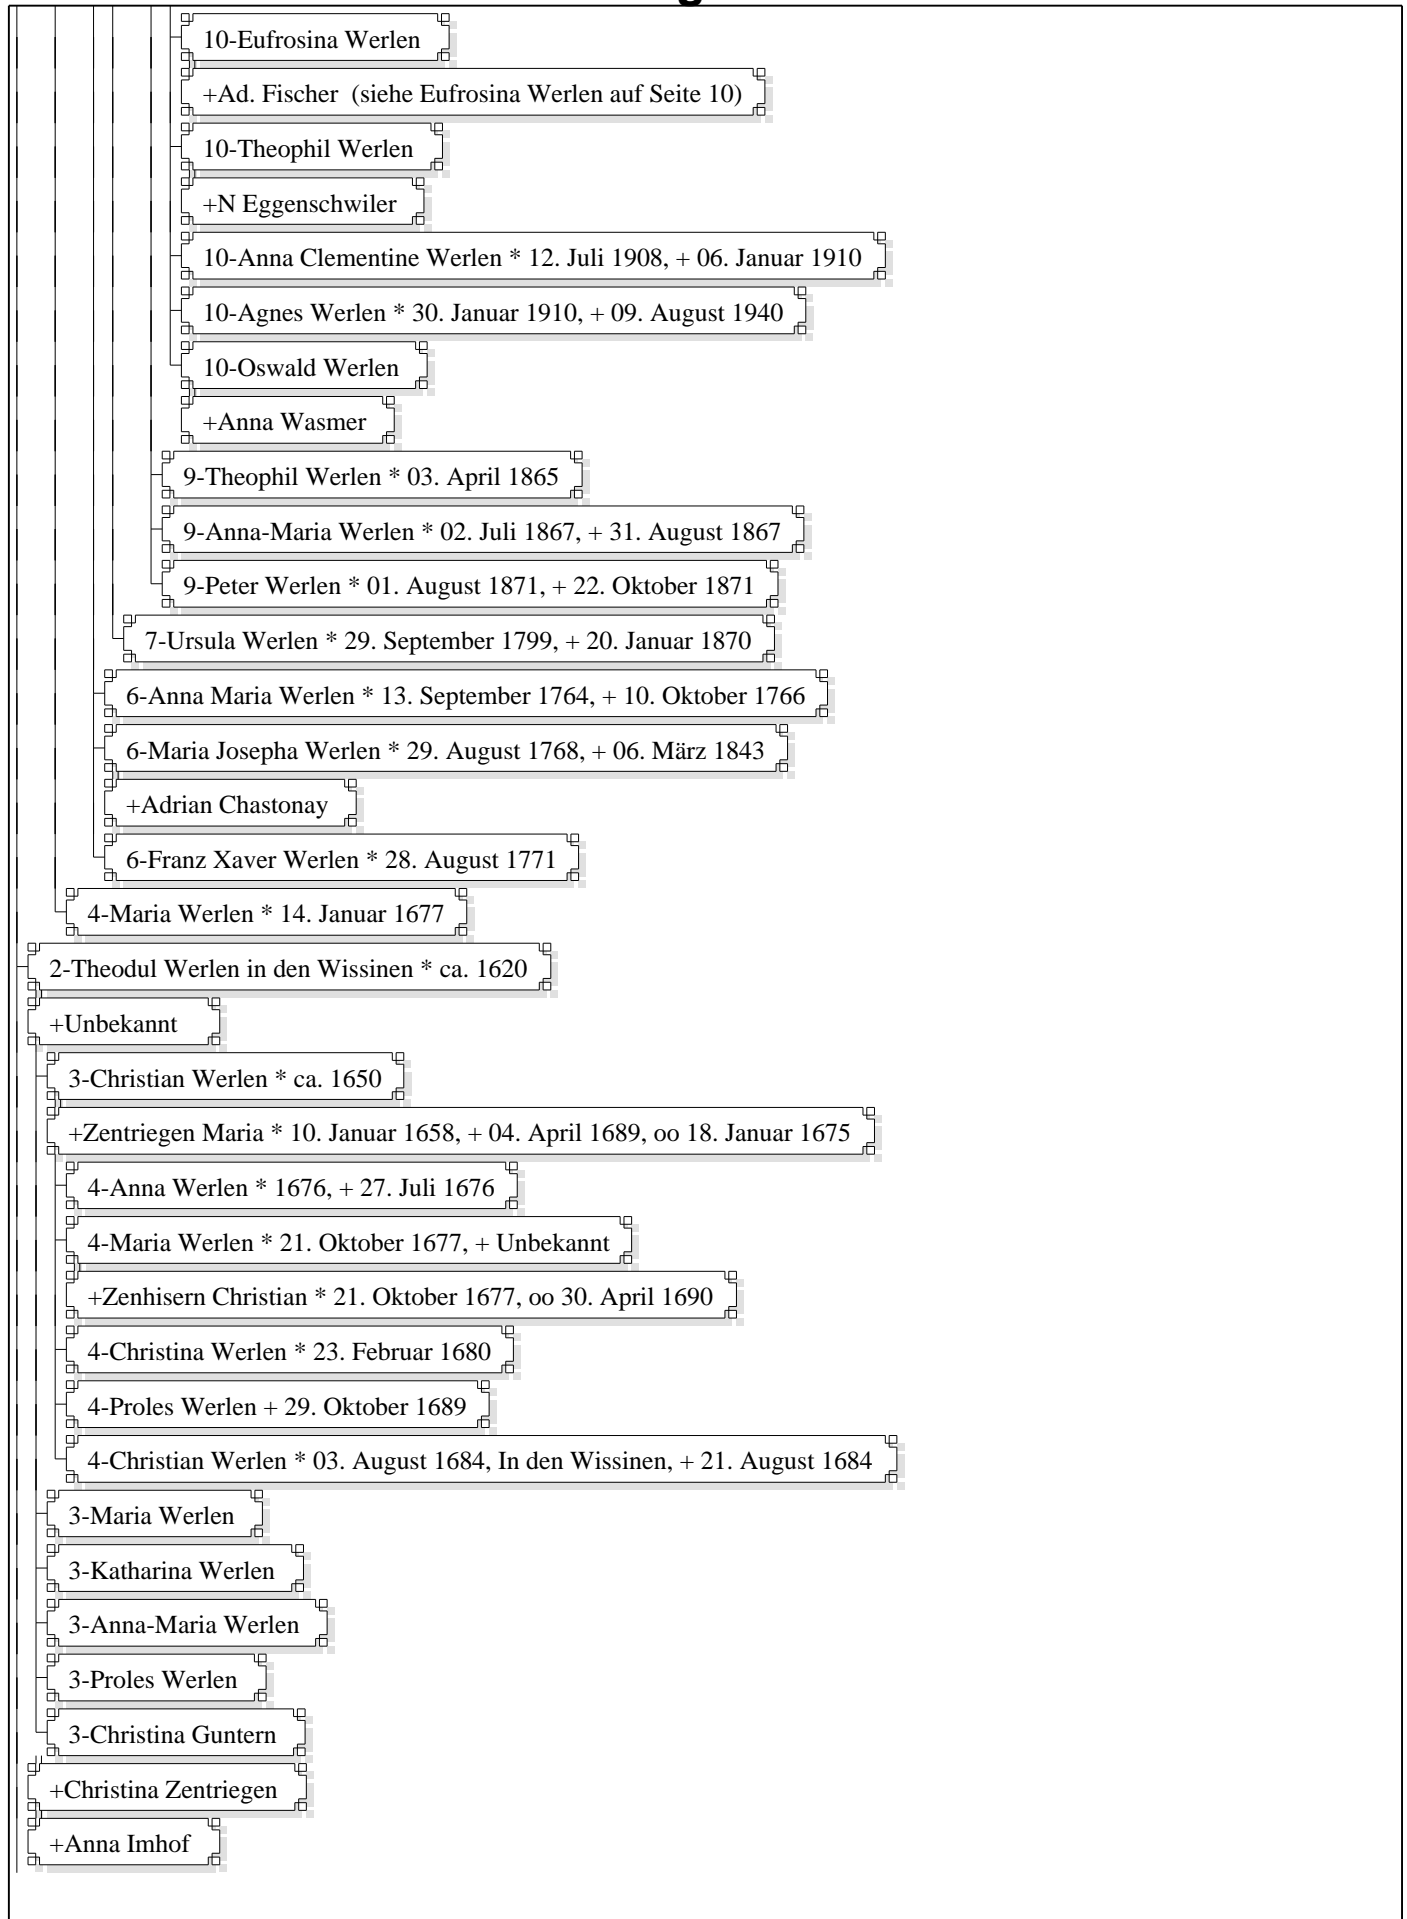 10-Eufrosina Werlen
+Ad. Fischer (siehe Eufrosina Werlen auf Seite 10)
10-Theophil Werlen
+N Eggenschwiler
10-Anna Clementine Werlen * 12. Juli 1908, + 06. Januar 1910
10-Agnes Werlen * 30. Januar 1910, + 09. August 1940
10-Oswald Werlen
+Anna Wasmer
9-Theophil Werlen * 03. April 1865
9-Anna-Maria Werlen * 02. Juli 1867, + 31. August 1867
9-Peter Werlen * 01. August 1871, + 22. Oktober 1871
7-Ursula Werlen * 29. September 1799, + 20. Januar 1870
6-Anna Maria Werlen * 13. September 1764, + 10. Oktober 1766
6-Maria Josepha Werlen * 29. August 1768, + 06. März 1843
+Adrian Chastonay
6-Franz Xaver Werlen * 28. August 1771
4-Maria Werlen * 14. Januar 1677
2-Theodul Werlen in den Wissinen * ca. 1620
+Unbekannt
3-Christian Werlen * ca. 1650
+Zentriegen Maria * 10. Januar 1658, + 04. April 1689, oo 18. Januar 1675
4-Anna Werlen * 1676, + 27. Juli 1676
4-Maria Werlen * 21. Oktober 1677, + Unbekannt
+Zenhisern Christian * 21. Oktober 1677, oo 30. April 1690
4-Christina Werlen * 23. Februar 1680
4-Proles Werlen + 29. Oktober 1689
4-Christian Werlen * 03. August 1684, In den Wissinen, + 21. August 1684
3-Maria Werlen
3-Katharina Werlen
3-Anna-Maria Werlen
3-Proles Werlen
3-Christina Guntern
+Christina Zentriegen
+Anna Imhof